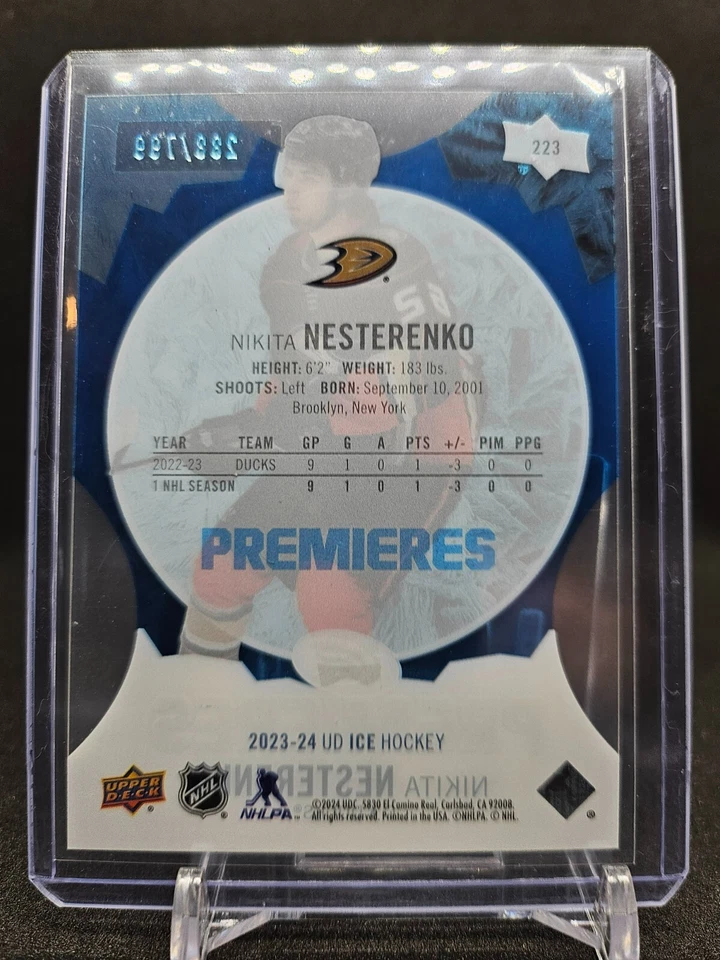 223
NIKITA NESTERENKO
HEIGHT: 6'2" WEIGHT: 183 lbs.
SHOOTS: Left BORN: September 10, 2001
Brooklyn, New York
YEAR TEAM GP G A PTS +/- PIM PPG
2022-23 DUCKS 9 1 0 1 -3 0 0
1 NHL SEASON 9 1 0 1 -3 0 0
58
PREMIERES
2023-24 UD ICE HOCKEY
NIKITA NESTEREN
UPPER DECK NHL NHLPA
©2024 UDC. 5830 El Camino Real, Carlsbad, CA 92008.
All rights reserved. Printed in the USA. ©NHLPA. © NHL.